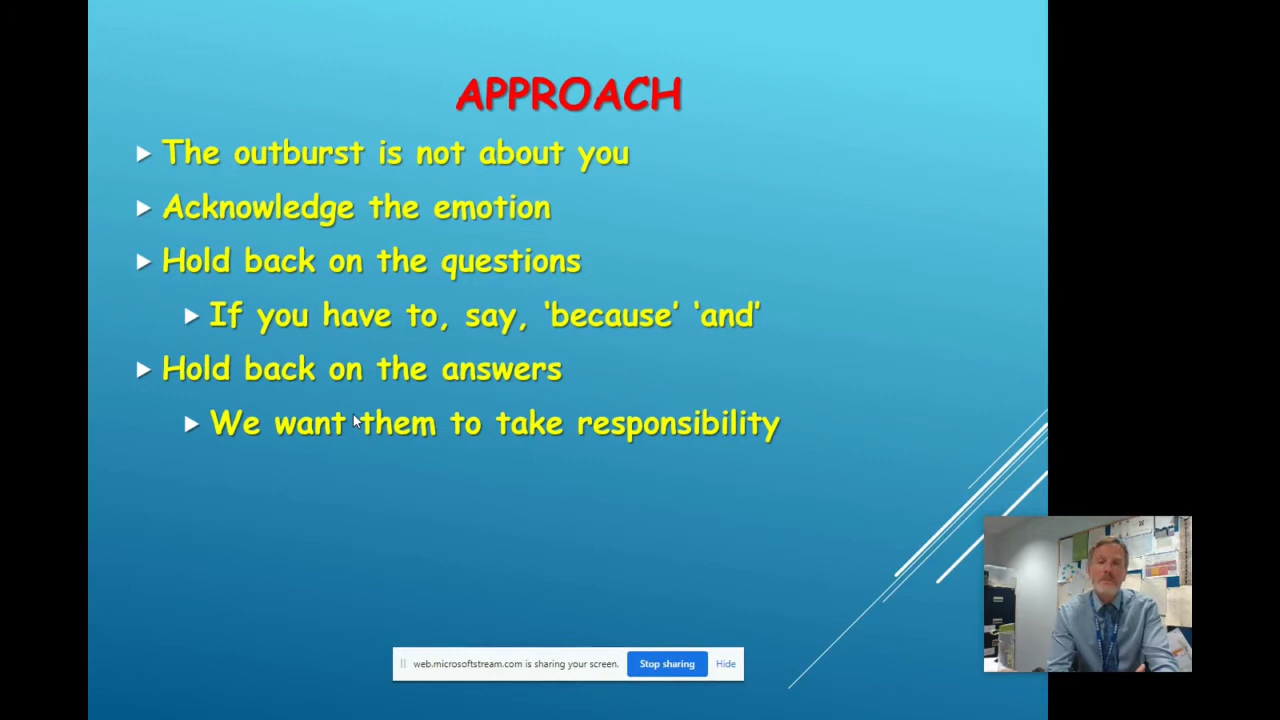 APPROACH
The outburst is not about you
Acknowledge the emotion
Hold back on the questions
If you have to, say, ‘because’ ‘and’
Hold back on the answers
We want them to take responsibility
web.microsoftstream.com is sharing your screen. Stop sharing Hide